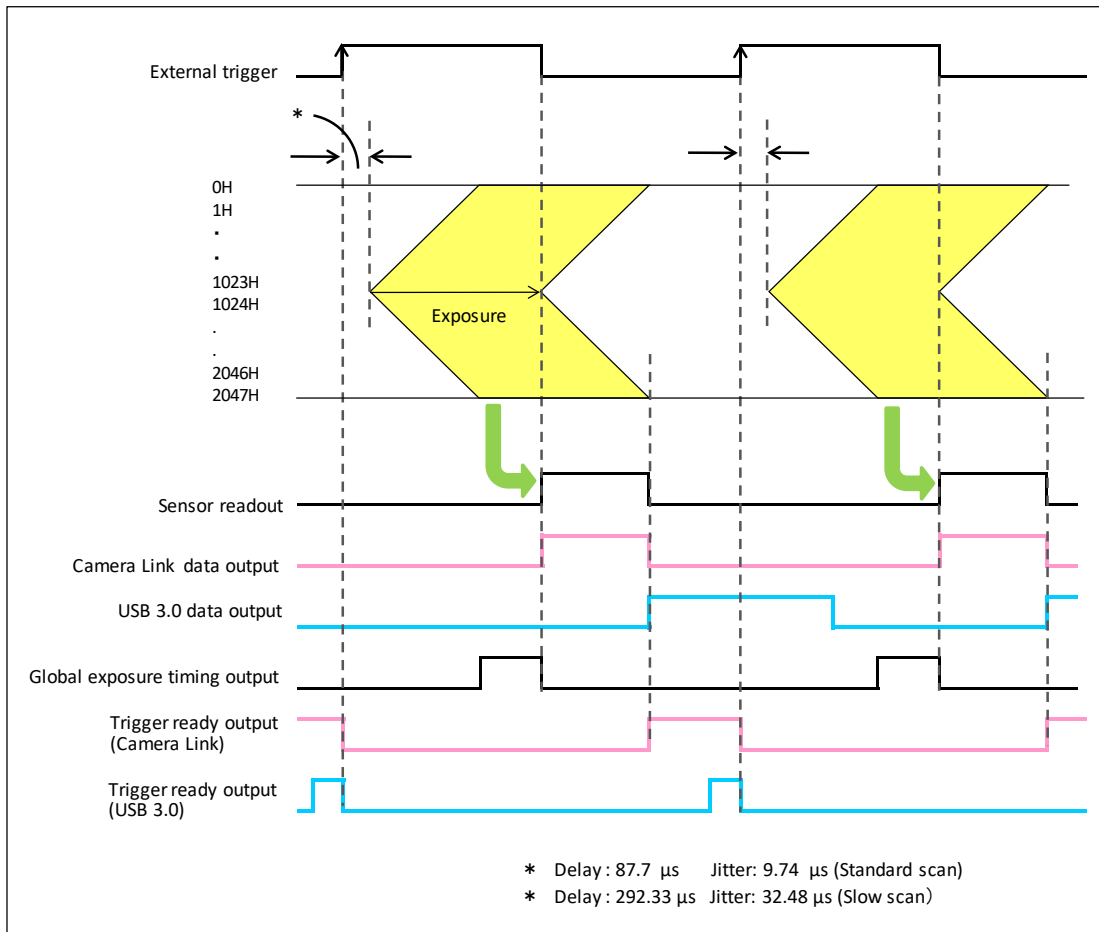 External trigger
*
0H
1H
・
・
1023H
1024H
.
.
2046H
2047H
Exposure
Sensor readout
Camera Link data output
USB 3.0 data output
Global exposure timing output
Trigger ready output
(Camera Link)
Trigger ready output
(USB 3.0)
* Delay : 87.7 μs Jitter: 9.74 μs (Standard scan)
* Delay : 292.33 μs Jitter: 32.48 μs (Slow scan）